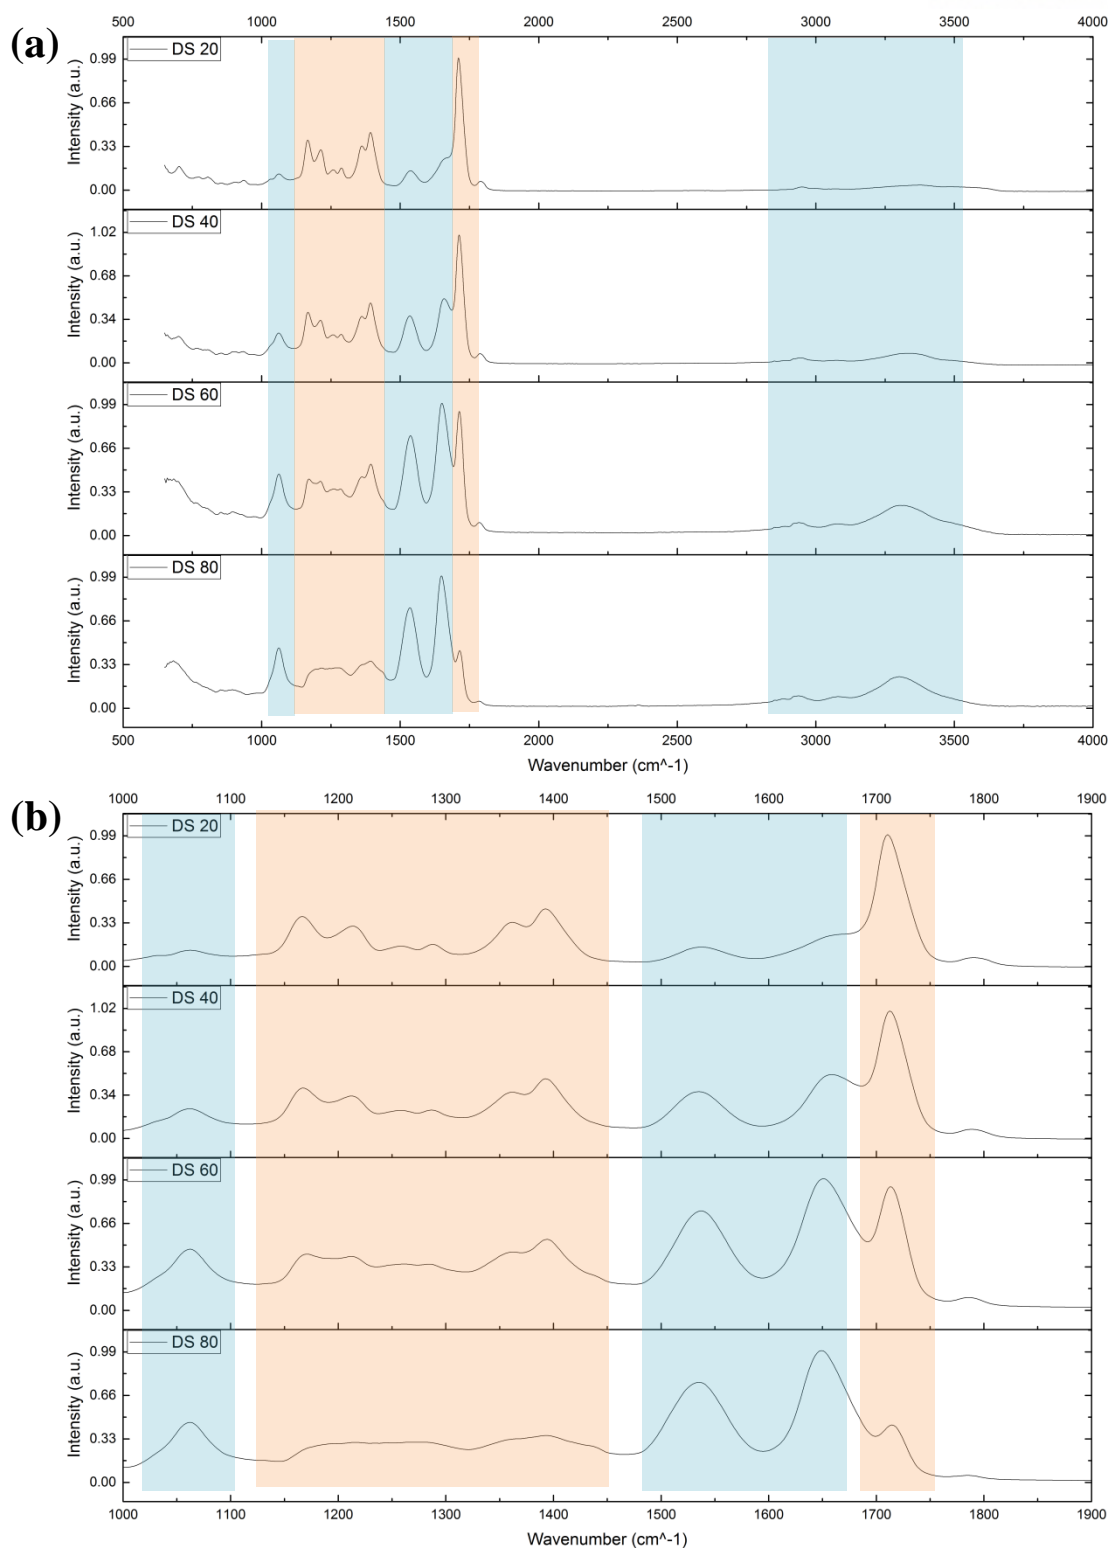 (a)
500 1000 1500 2000 2500 3000 3500 4000
DS 20
0.99
0.66
0.33
0.00
Intensity (a.u.)
DS 40
1.02
0.68
0.34
0.00
Intensity (a.u.)
DS 60
0.99
0.66
0.33
0.00
Intensity (a.u.)
DS 80
0.99
0.66
0.33
0.00
Intensity (a.u.)
500 1000 1500 2000 2500 3000 3500 4000
Wavenumber (cm^-1)
(b)
1000 1100 1200 1300 1400 1500 1600 1700 1800 1900
DS 20
0.99
0.66
0.33
0.00
Intensity (a.u.)
DS 40
1.02
0.68
0.34
0.00
Intensity (a.u.)
DS 60
0.99
0.66
0.33
0.00
Intensity (a.u.)
DS 80
0.99
0.66
0.33
0.00
Intensity (a.u.)
1000 1100 1200 1300 1400 1500 1600 1700 1800 1900
Wavenumber (cm^-1)